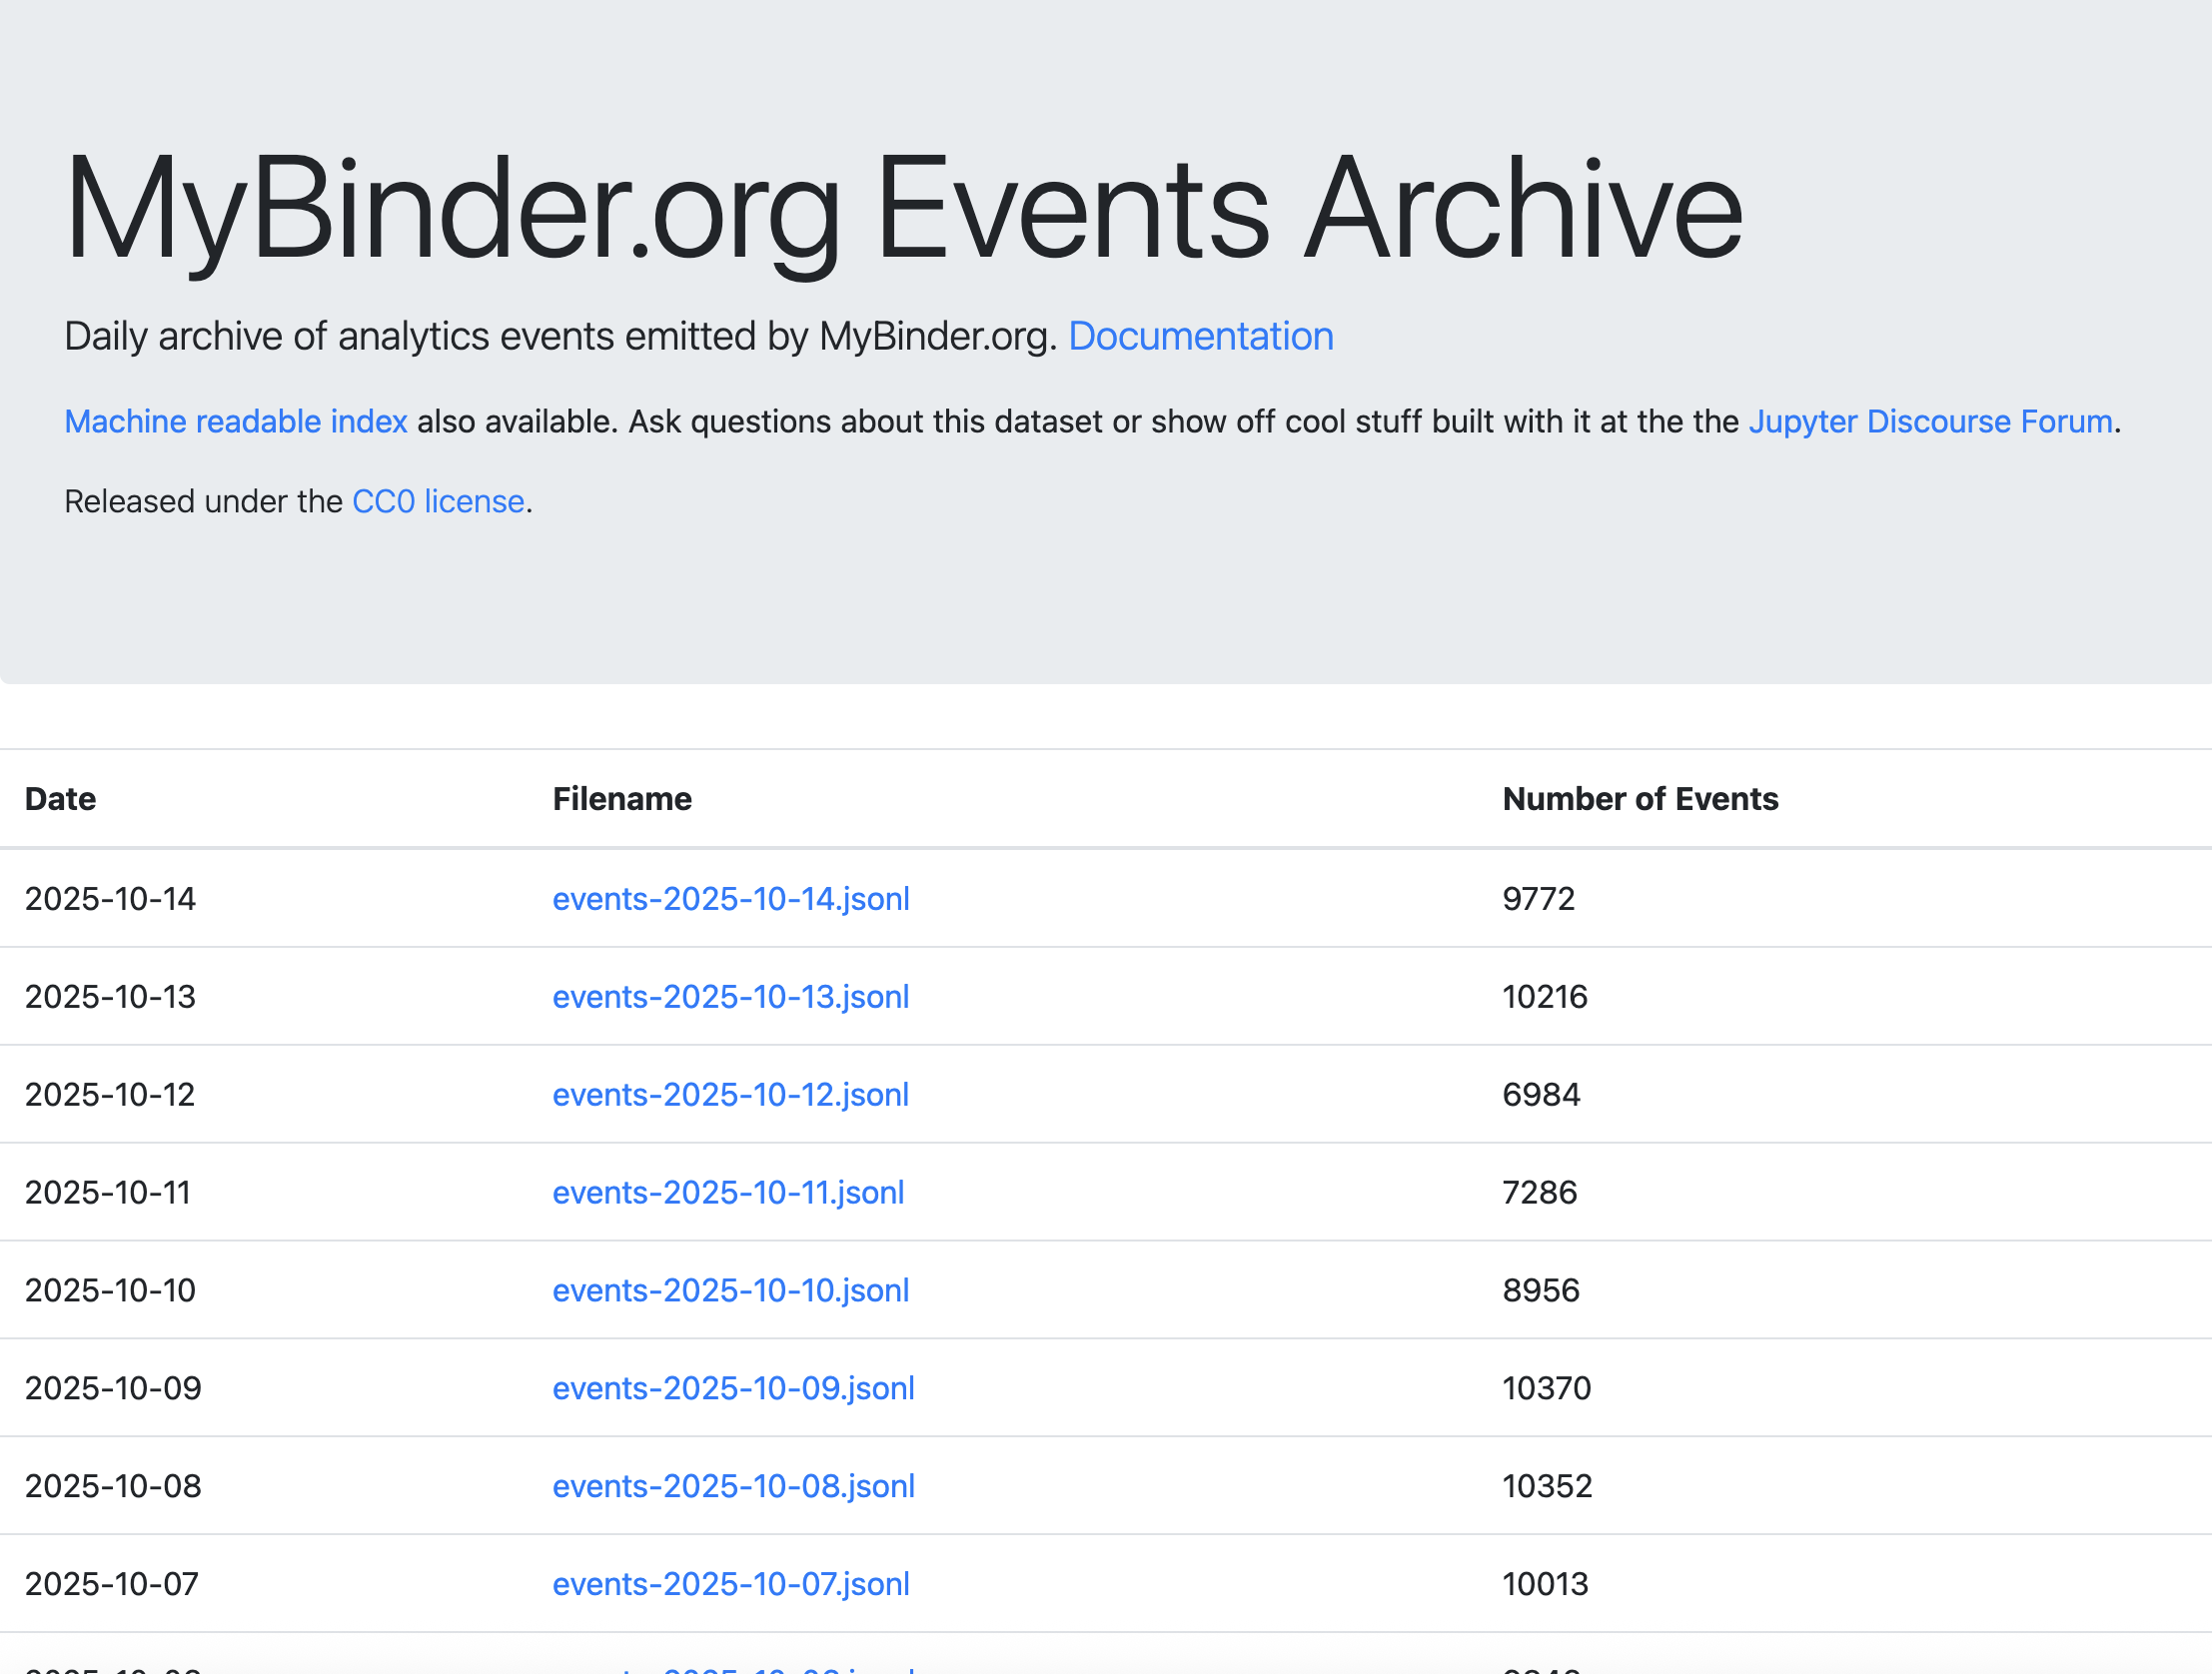 MyBinder.org Events Archive
Daily archive of analytics events emitted by MyBinder.org. Documentation
Machine readable index also available. Ask questions about this dataset or show off cool stuff built with it at the the Jupyter Discourse Forum.
Released under the CC0 license.
Date Filename Number of Events
2025-10-14 events-2025-10-14.jsonl 9772
2025-10-13 events-2025-10-13.jsonl 10216
2025-10-12 events-2025-10-12.jsonl 6984
2025-10-11 events-2025-10-11.jsonl 7286
2025-10-10 events-2025-10-10.jsonl 8956
2025-10-09 events-2025-10-09.jsonl 10370
2025-10-08 events-2025-10-08.jsonl 10352
2025-10-07 events-2025-10-07.jsonl 10013